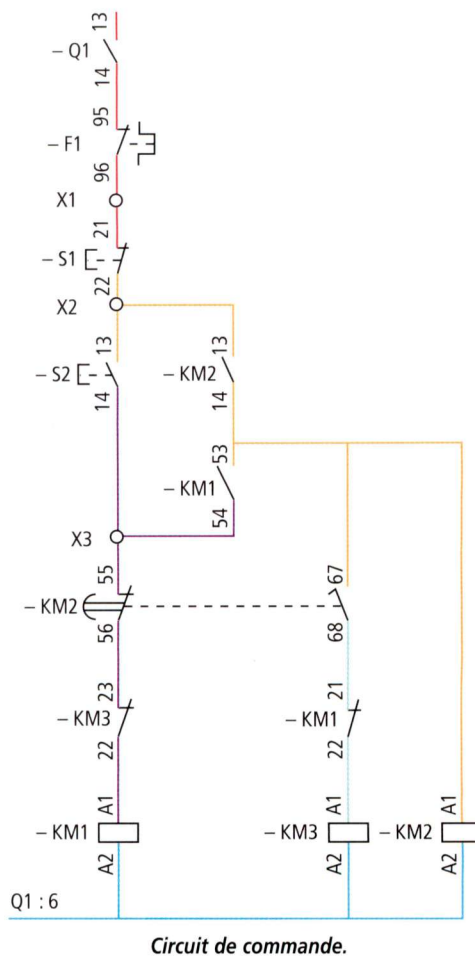 13
– Q1
14
95
– F1
96
X1
21
– S1
22
X2
13
– S2
14
13
– KM2
14
53
– KM1
54
X3
55
– KM2
56
67
68
23
– KM3
22
21
– KM1
22
A1
– KM1
A2
A1
– KM3
A2
A1
– KM2
A2
Q1 : 6
Circuit de commande.